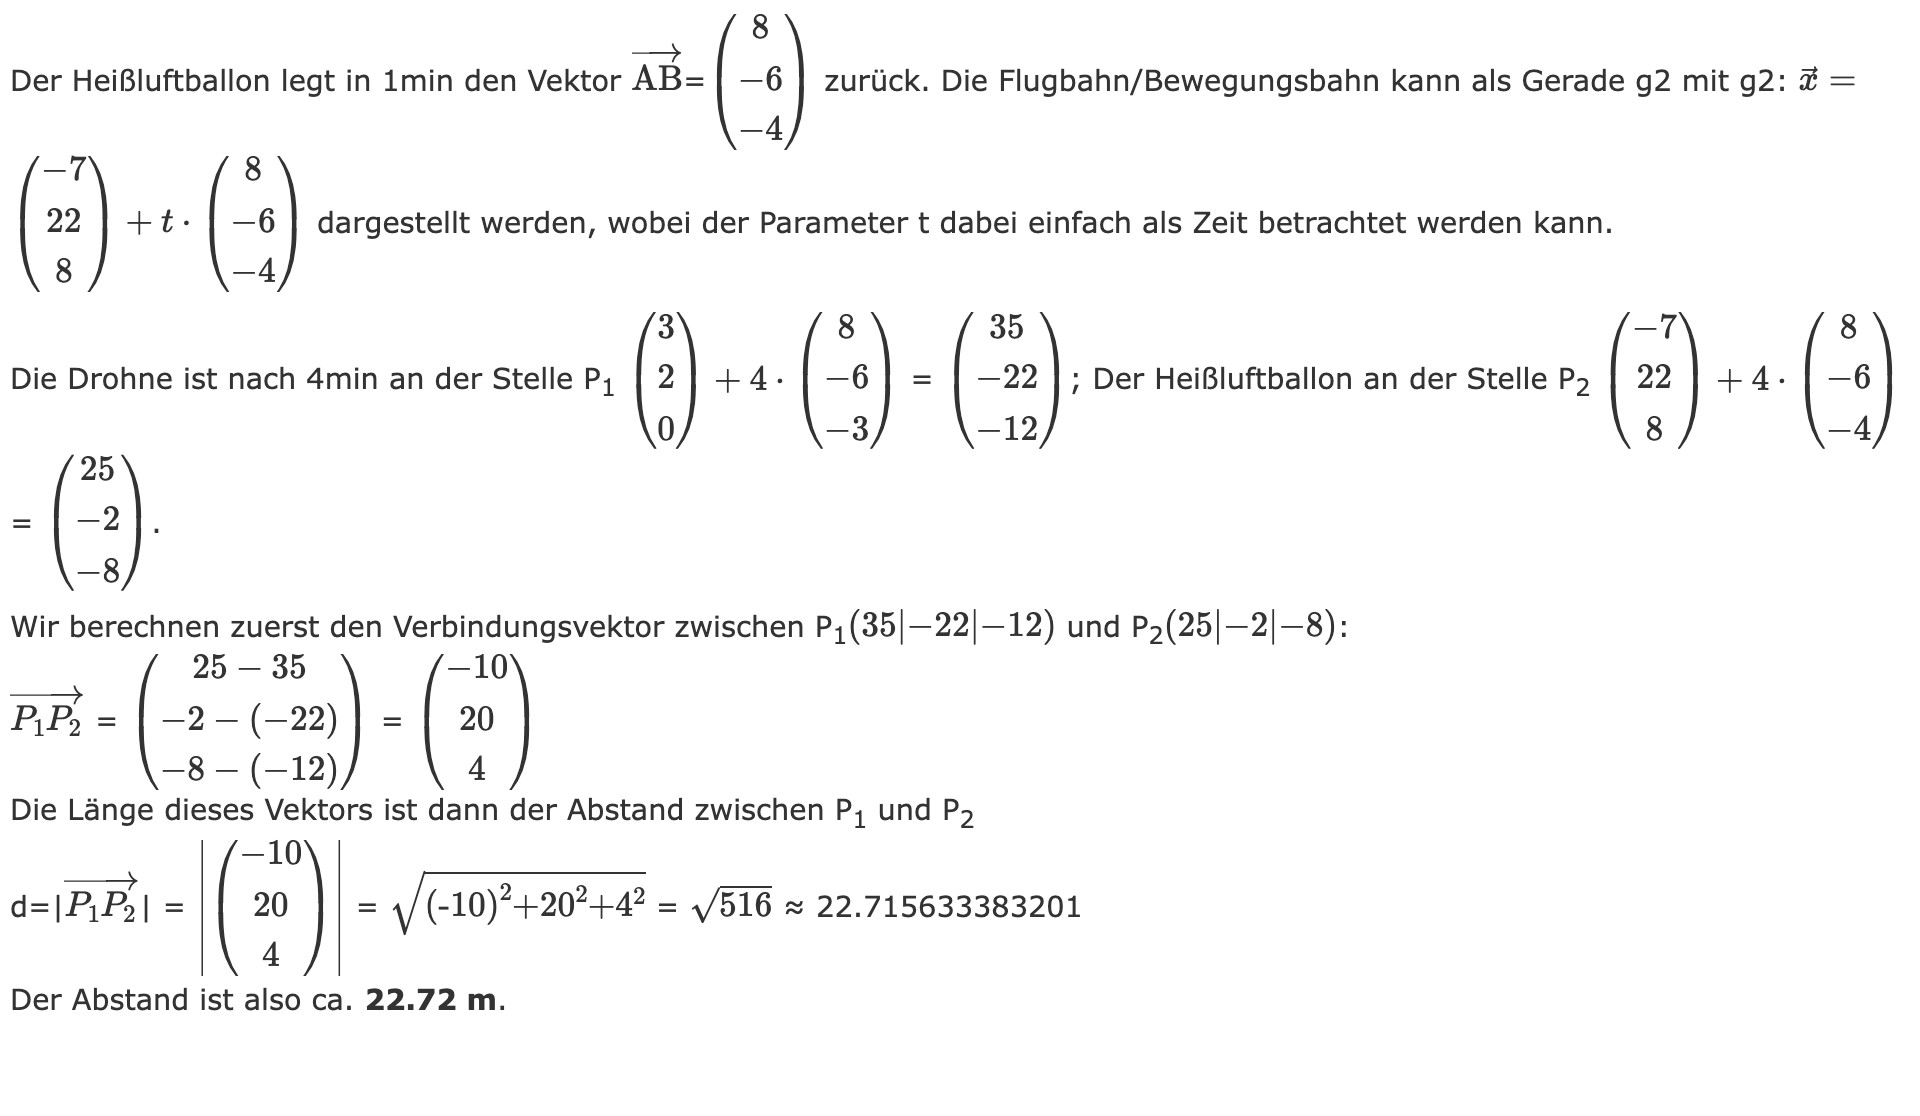 Der Heißluftballon legt in 1min den Vektor $\overrightarrow{\mathrm{AB}}$=$\begin{pmatrix} 8 \\ -6 \\ -4 \end{pmatrix}$ zurück. Die Flugbahn/Bewegungsbahn kann als Gerade g2 mit g2: $\vec{x} =$
$\begin{pmatrix} -7 \\ 22 \\ 8 \end{pmatrix} + t \cdot \begin{pmatrix} 8 \\ -6 \\ -4 \end{pmatrix}$ dargestellt werden, wobei der Parameter t dabei einfach als Zeit betrachtet werden kann.
Die Drohne ist nach 4min an der Stelle P$_1$ $\begin{pmatrix} 3 \\ 2 \\ 0 \end{pmatrix} + 4 \cdot \begin{pmatrix} 8 \\ -6 \\ -3 \end{pmatrix}$ = $\begin{pmatrix} 35 \\ -22 \\ -12 \end{pmatrix}$; Der Heißluftballon an der Stelle P$_2$ $\begin{pmatrix} -7 \\ 22 \\ 8 \end{pmatrix} + 4 \cdot \begin{pmatrix} 8 \\ -6 \\ -4 \end{pmatrix}$
= $\begin{pmatrix} 25 \\ -2 \\ -8 \end{pmatrix}$.
Wir berechnen zuerst den Verbindungsvektor zwischen P$_1$$(35|-22|-12)$ und P$_2$$(25|-2|-8)$:
$\overrightarrow{P_1P_2}$ = $\begin{pmatrix} 25 - 35 \\ -2 - (-22) \\ -8 - (-12) \end{pmatrix}$ = $\begin{pmatrix} -10 \\ 20 \\ 4 \end{pmatrix}$
Die Länge dieses Vektors ist dann der Abstand zwischen P$_1$ und P$_2$
d=|$\overrightarrow{P_1P_2}$| = $\left| \begin{pmatrix} -10 \\ 20 \\ 4 \end{pmatrix} \right|$ = $\sqrt{(\text{-}10)^2+20^2+4^2}$ = $\sqrt{516}$ ≈ 22.715633383201
Der Abstand ist also ca. 22.72 m.